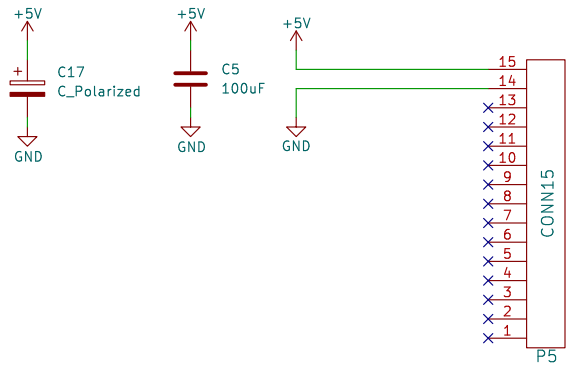 +5V
+
C17
C_Polarized
GND
+5V
C5
100uF
GND
+5V
GND
15
14
13
12
11
10
9
8
7
6
5
4
3
2
1
CONN15
P5